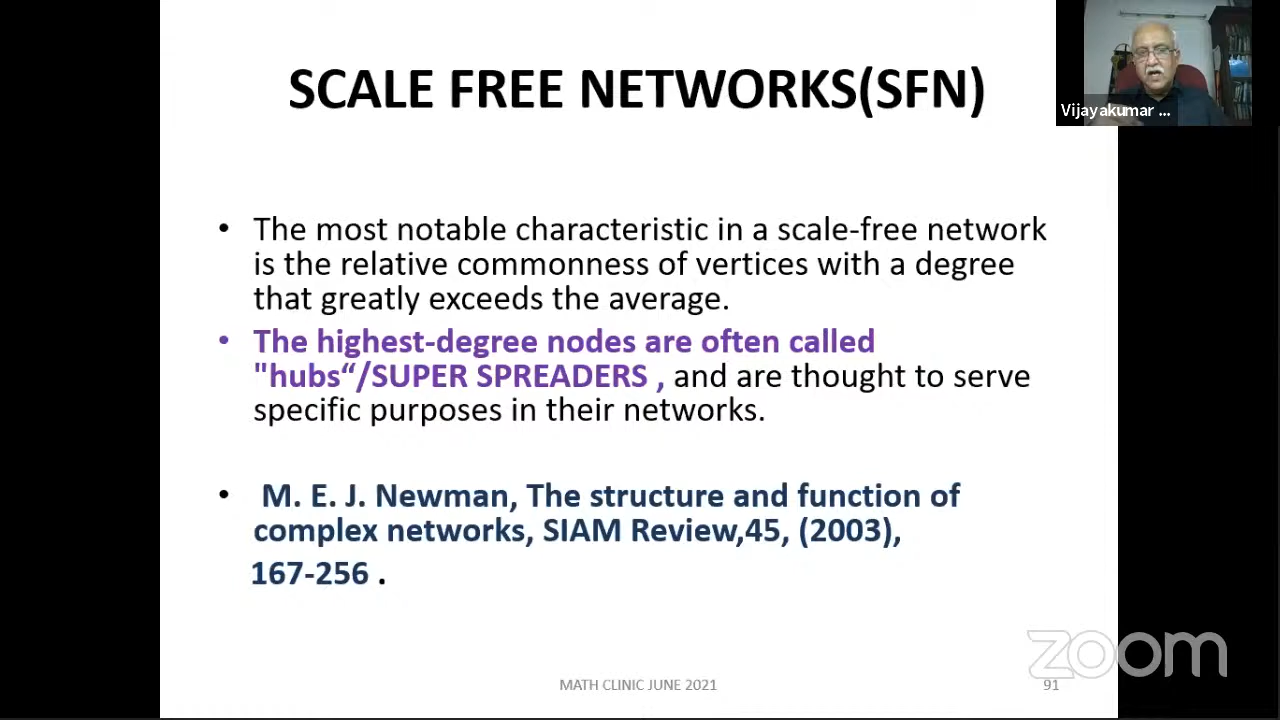 SCALE FREE NETWORKS(SFN)
Vijayakumar ...
• The most notable characteristic in a scale-free network
is the relative commonness of vertices with a degree
that greatly exceeds the average.
• The highest-degree nodes are often called
"hubs“/SUPER SPREADERS , and are thought to serve
specific purposes in their networks.
• M. E. J. Newman, The structure and function of
complex networks, SIAM Review,45, (2003),
167-256 .
zoom
MATH CLINIC JUNE 2021
91